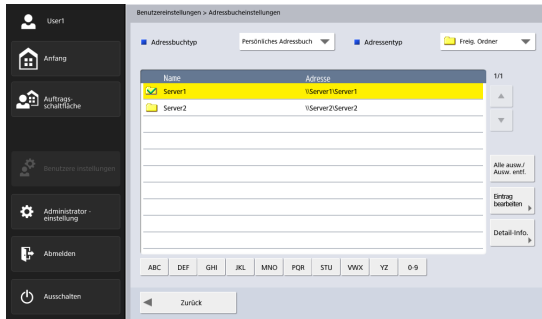 User1
Anfang
Auftrags-
schaltfläche
Benutzere instellungen
Administrator -
einstellung
Abmelden
Ausschalten
Benutzereinstellungen > Adressbucheinstellungen
Adressbuchtyp
Persönliches Adressbuch
Adressentyp
Freig. Ordner
Name Adresse
Server1 \\Server1\Server1
Server2 \\Server2\Server2
1/1
Alle ausw./
Ausw. entf.
Eintrag
bearbeiten
Detail-Info.
ABC DEF GHI JKL MNO PQR STU VWX YZ 0-9
Zurück